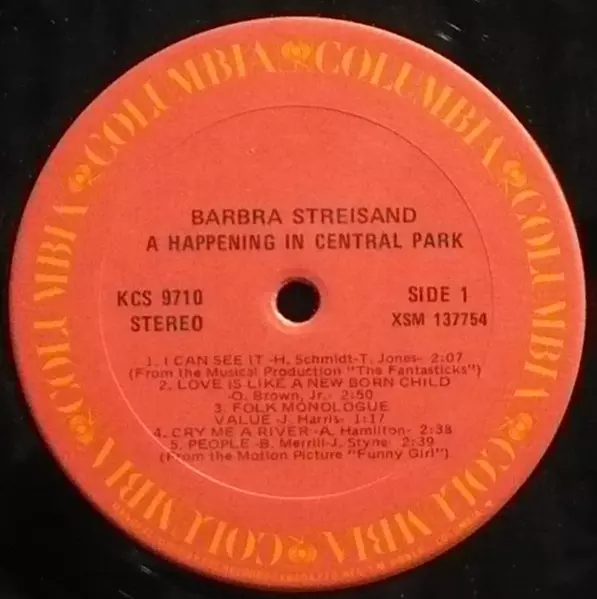 COLUMBIA COLUMBIA COLUMBIA COLUMBIA COLUMBIA COLUMBIA
BARBRA STREISAND
A HAPPENING IN CENTRAL PARK
KCS 9710
STEREO
SIDE 1
XSM 137754
1. I CAN SEE IT -H. Schmidt-T. Jones- 2:07
(From the Musical Production "The Fantasticks")
2. LOVE IS LIKE A NEW BORN CHILD
-O. Brown, Jr.- 2:50
3. FOLK MONOLOGUE
VALUE -J. Harris- 1:17
4. CRY ME A RIVER -A. Hamilton- 2:38
5. PEOPLE -B. Merrill-J. Styne- 2:39
(From the Motion Picture "Funny Girl")